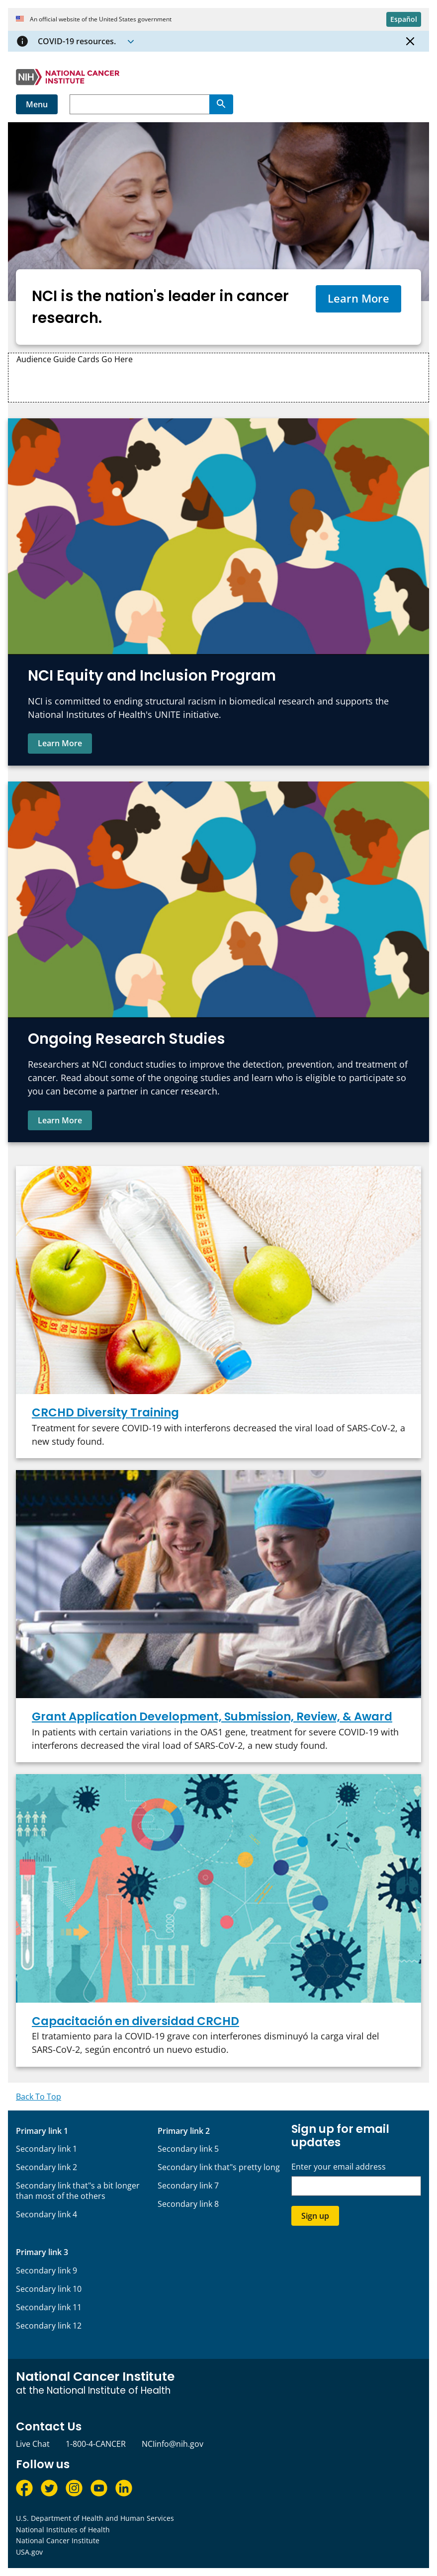 An official website of the United States government
Español
COVID-19 resources.
NIH NATIONAL CANCER
INSTITUTE
Menu
NCI is the nation's leader in cancer
research.
Learn More
Audience Guide Cards Go Here
NCI Equity and Inclusion Program
NCI is committed to ending structural racism in biomedical research and supports the
National Institutes of Health's UNITE initiative.
Learn More
Ongoing Research Studies
Researchers at NCI conduct studies to improve the detection, prevention, and treatment of
cancer. Read about some of the ongoing studies and learn who is eligible to participate so
you can become a partner in cancer research.
Learn More
CRCHD Diversity Training
Treatment for severe COVID-19 with interferons decreased the viral load of SARS-CoV-2, a
new study found.
Grant Application Development, Submission, Review, & Award
In patients with certain variations in the OAS1 gene, treatment for severe COVID-19 with
interferons decreased the viral load of SARS-CoV-2, a new study found.
Capacitación en diversidad CRCHD
El tratamiento para la COVID-19 grave con interferones disminuyó la carga viral del
SARS-CoV-2, según encontró un nuevo estudio.
Back To Top
Primary link 1
Secondary link 1
Secondary link 2
Secondary link that"s a bit longer
than most of the others
Secondary link 4
Primary link 2
Secondary link 5
Secondary link that"s pretty long
Secondary link 7
Secondary link 8
Sign up for email
updates
Enter your email address
Sign up
Primary link 3
Secondary link 9
Secondary link 10
Secondary link 11
Secondary link 12
National Cancer Institute
at the National Institute of Health
Contact Us
Live Chat 1-800-4-CANCER NCIinfo@nih.gov
Follow us
U.S. Department of Health and Human Services
National Institutes of Health
National Cancer Institute
USA.gov